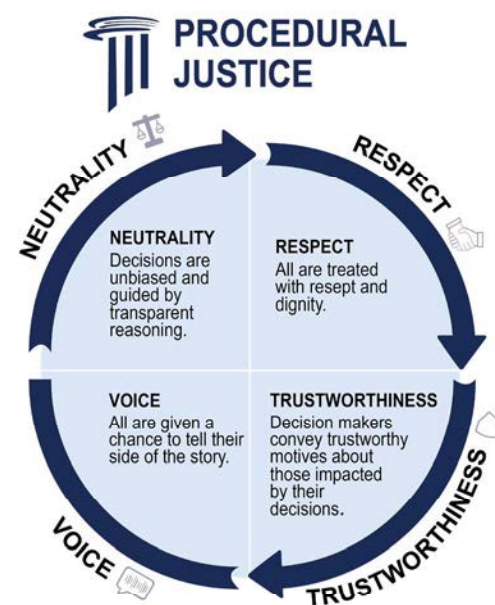 PROCEDURAL
JUSTICE
NEUTRALITY
RESPECT
NEUTRALITY
Decisions are
unbiased and
guided by
transparent
reasoning.
RESPECT
All are treated
with resept and
dignity.
VOICE
All are given a
chance to tell their
side of the story.
TRUSTWORTHINESS
Decision makers
convey trustworthy
motives about
those impacted
by their
decisions.
VOICE
TRUSTWORTHINESS